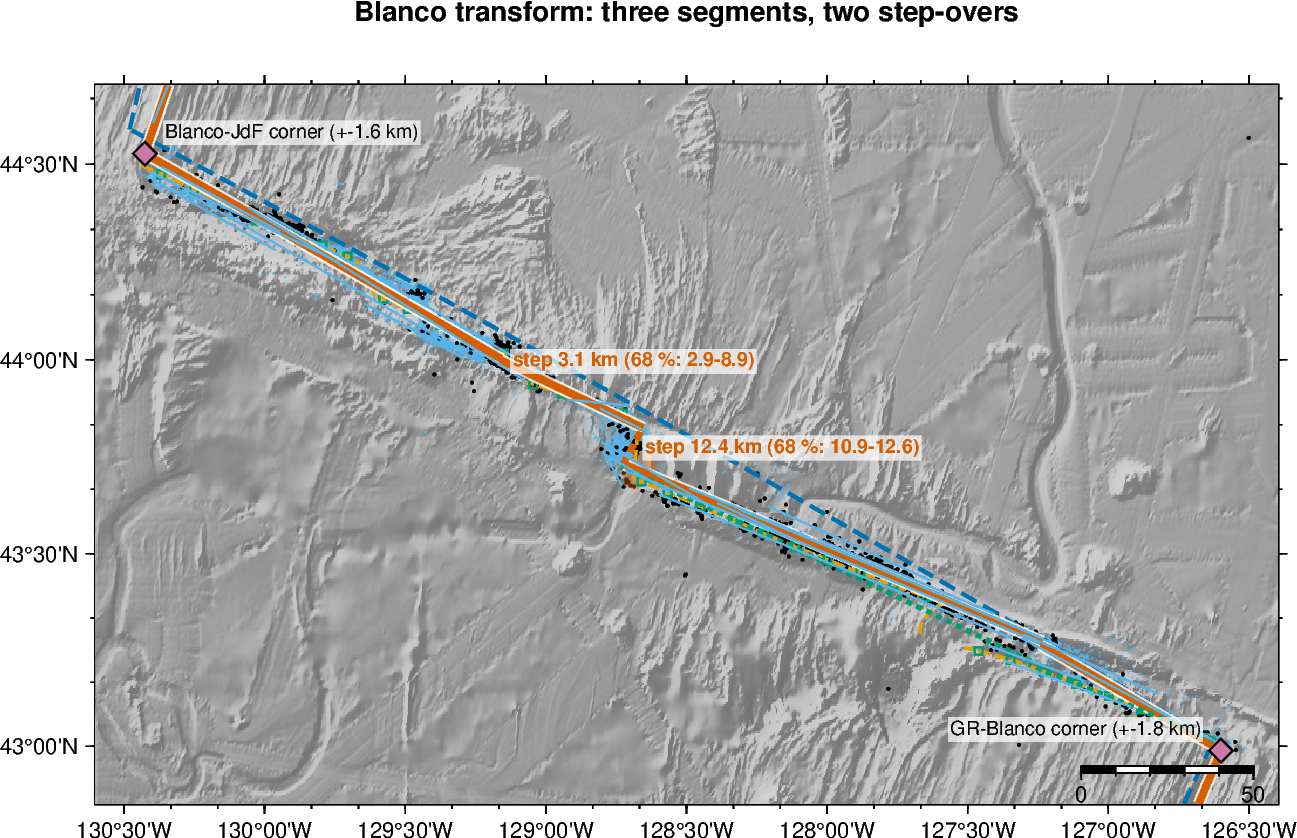 Blanco transform: three segments, two step-overs
Blanco-JdF corner (+-1.6 km)
44°30'N
step 3.1 km (68 %: 2.9-8.9)
44°00'N
step 12.4 km (68 %: 10.9-12.6)
43°30'N
GR-Blanco corner (+-1.8 km)
43°00'N
0 50
130°30'W 130°00'W 129°30'W 129°00'W 128°30'W 128°00'W 127°30'W 127°00'W 126°30'W